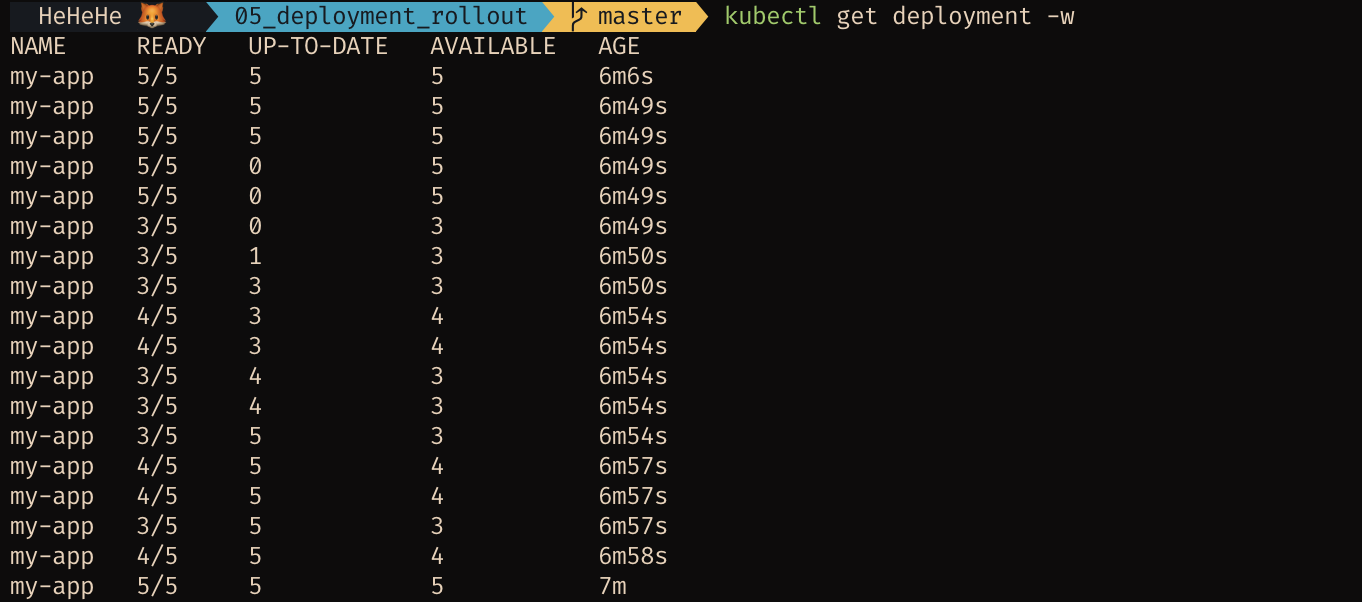 HeHeHe 🦊 05_deployment_rollout master kubectl get deployment -w
NAME READY UP-TO-DATE AVAILABLE AGE
my-app 5/5 5 5 6m6s
my-app 5/5 5 5 6m49s
my-app 5/5 5 5 6m49s
my-app 5/5 0 5 6m49s
my-app 5/5 0 5 6m49s
my-app 3/5 0 3 6m49s
my-app 3/5 1 3 6m50s
my-app 3/5 3 3 6m50s
my-app 4/5 3 4 6m54s
my-app 4/5 3 4 6m54s
my-app 3/5 4 3 6m54s
my-app 3/5 4 3 6m54s
my-app 3/5 5 3 6m54s
my-app 4/5 5 4 6m57s
my-app 4/5 5 4 6m57s
my-app 3/5 5 3 6m57s
my-app 4/5 5 4 6m58s
my-app 5/5 5 5 7m